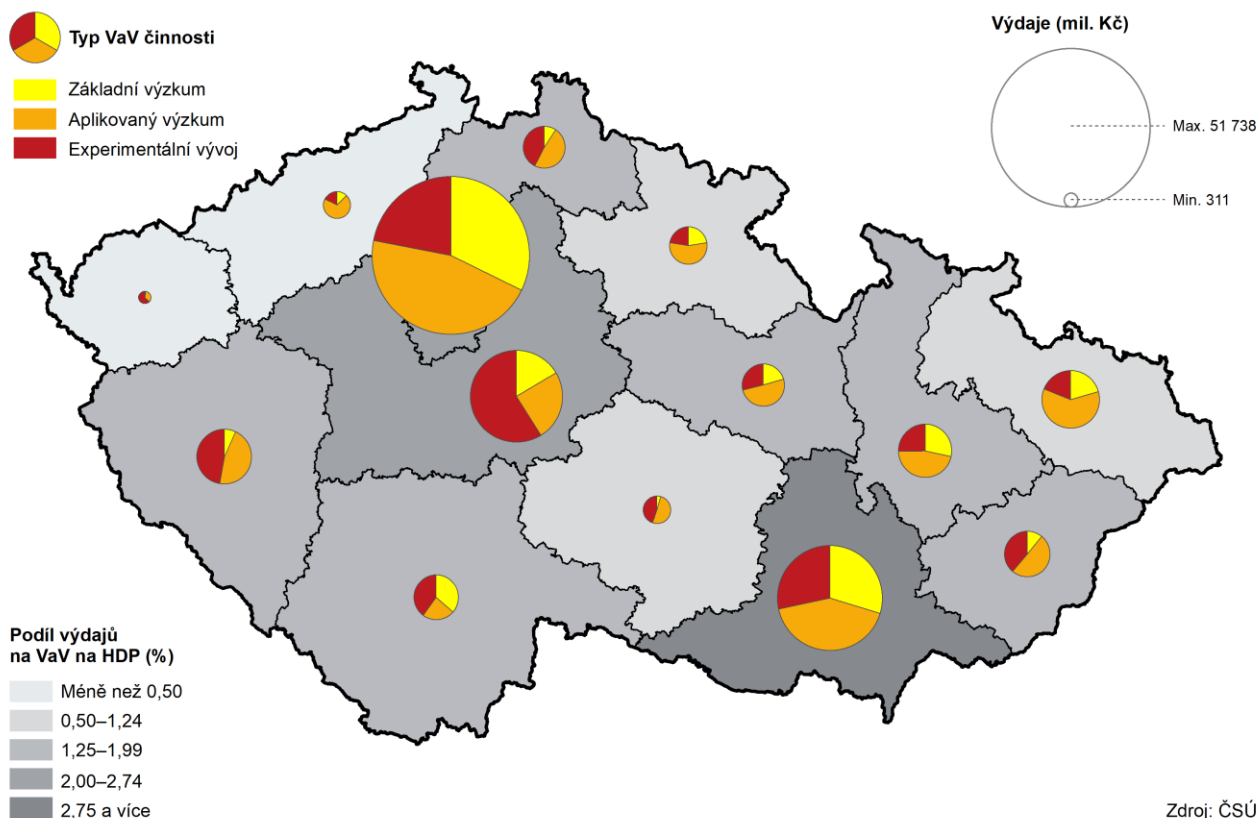 Typ VaV činnosti
Základní výzkum
Aplikovaný výzkum
Experimentální vývoj
Výdaje (mil. Kč)
Max. 51 738
Min. 311
Podíl výdajů
na VaV na HDP (%)
Méně než 0,50
0,50–1,24
1,25–1,99
2,00–2,74
2,75 a více
Zdroj: ČSÚ